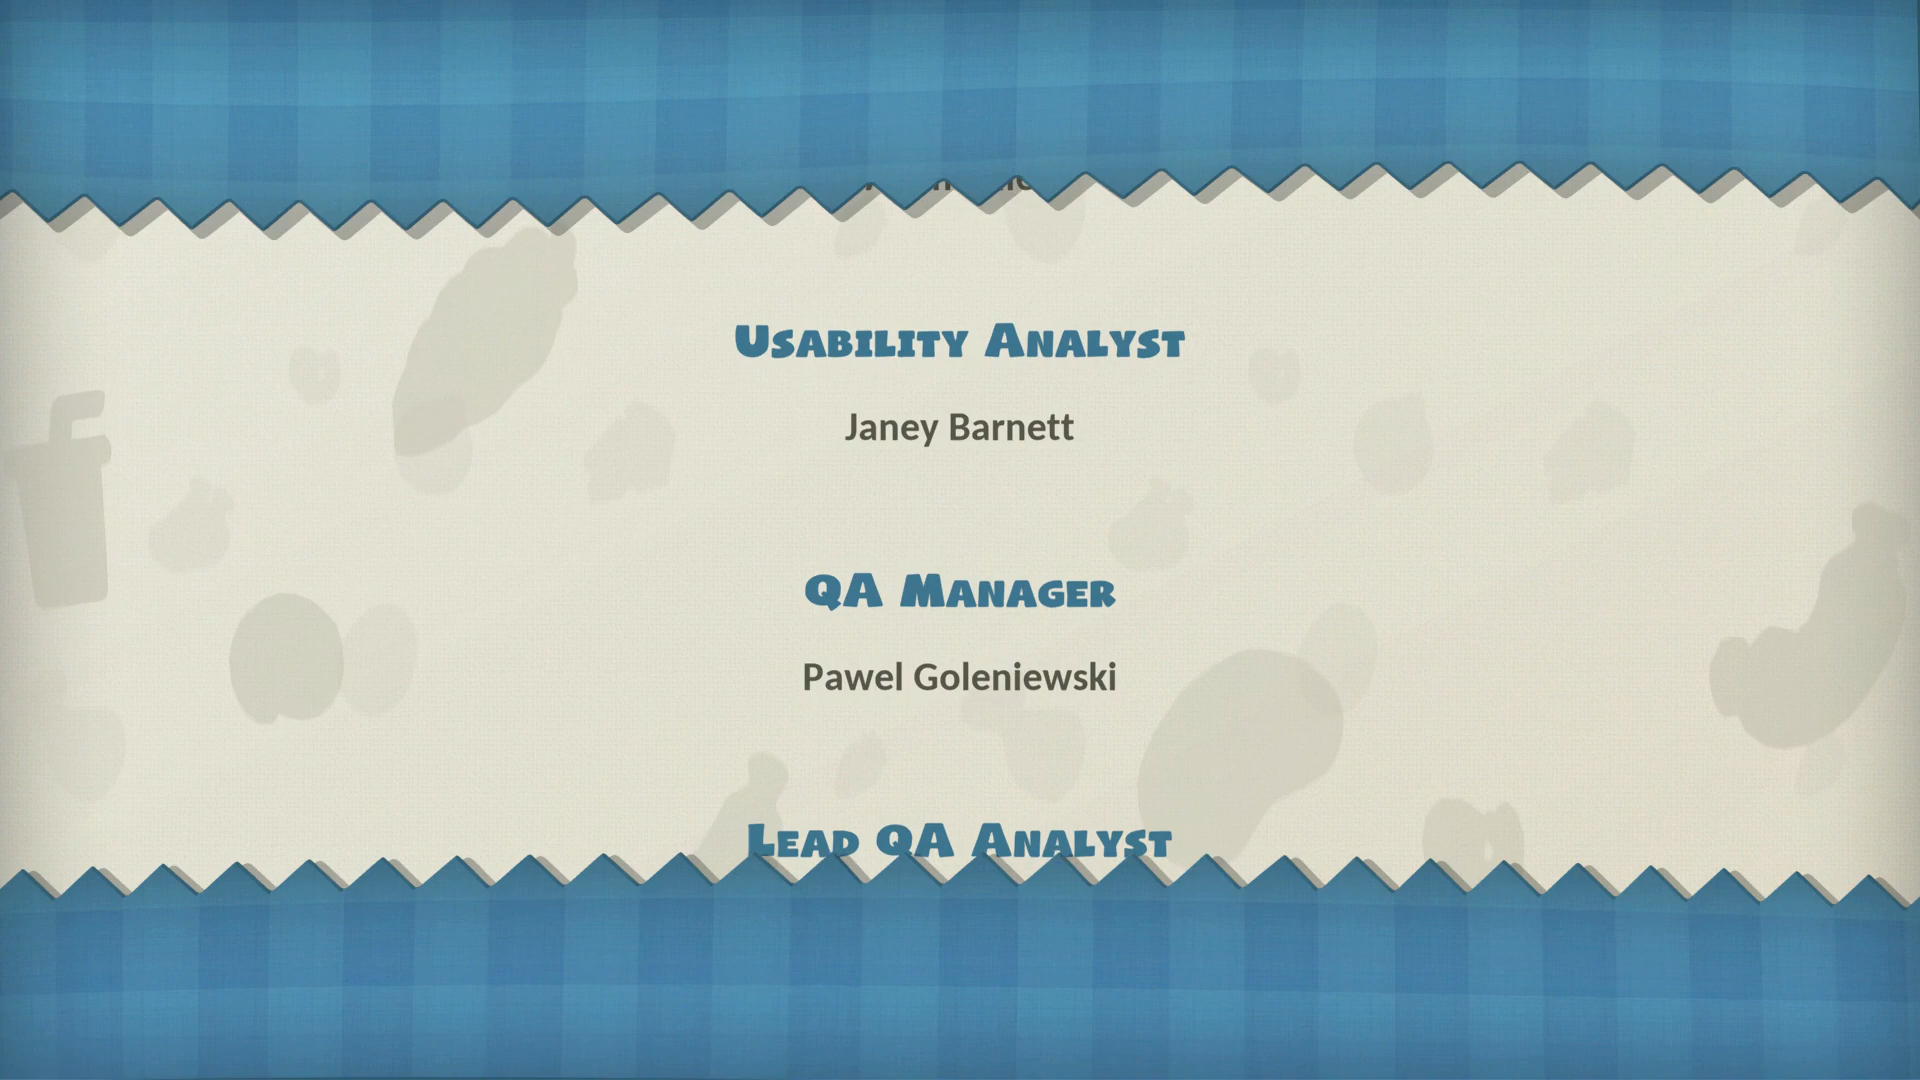 Usability Analyst
Janey Barnett
QA Manager
Pawel Goleniewski
Lead QA Analyst